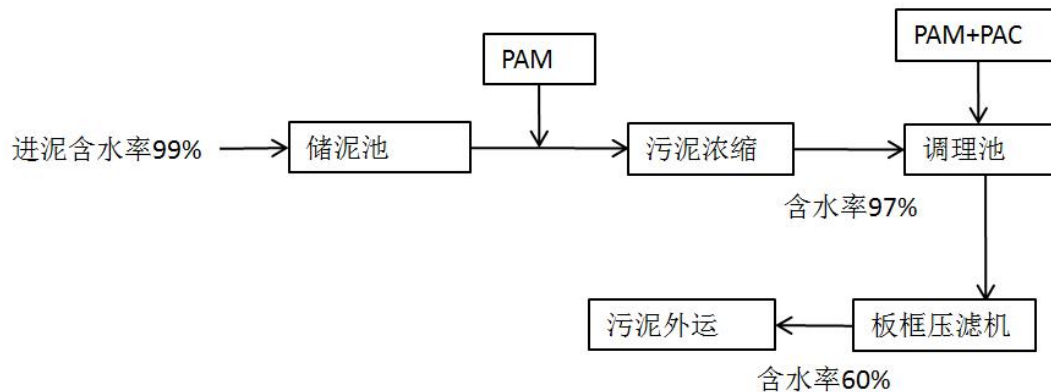 PAM+PAC
PAM
进泥含水率99%
储泥池
污泥浓缩
调理池
含水率97%
污泥外运
板框压滤机
含水率60%